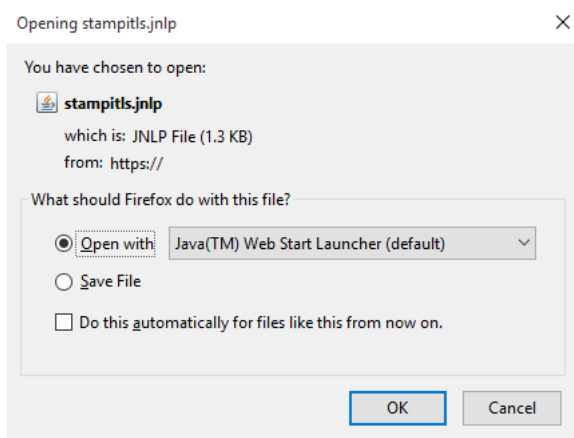 Opening stampitls.jnlp
You have chosen to open:
stampitls.jnlp
which is: JNLP File (1.3 KB)
from: https://
What should Firefox do with this file?
Open with Java(TM) Web Start Launcher (default)
Save File
Do this automatically for files like this from now on.
OK Cancel